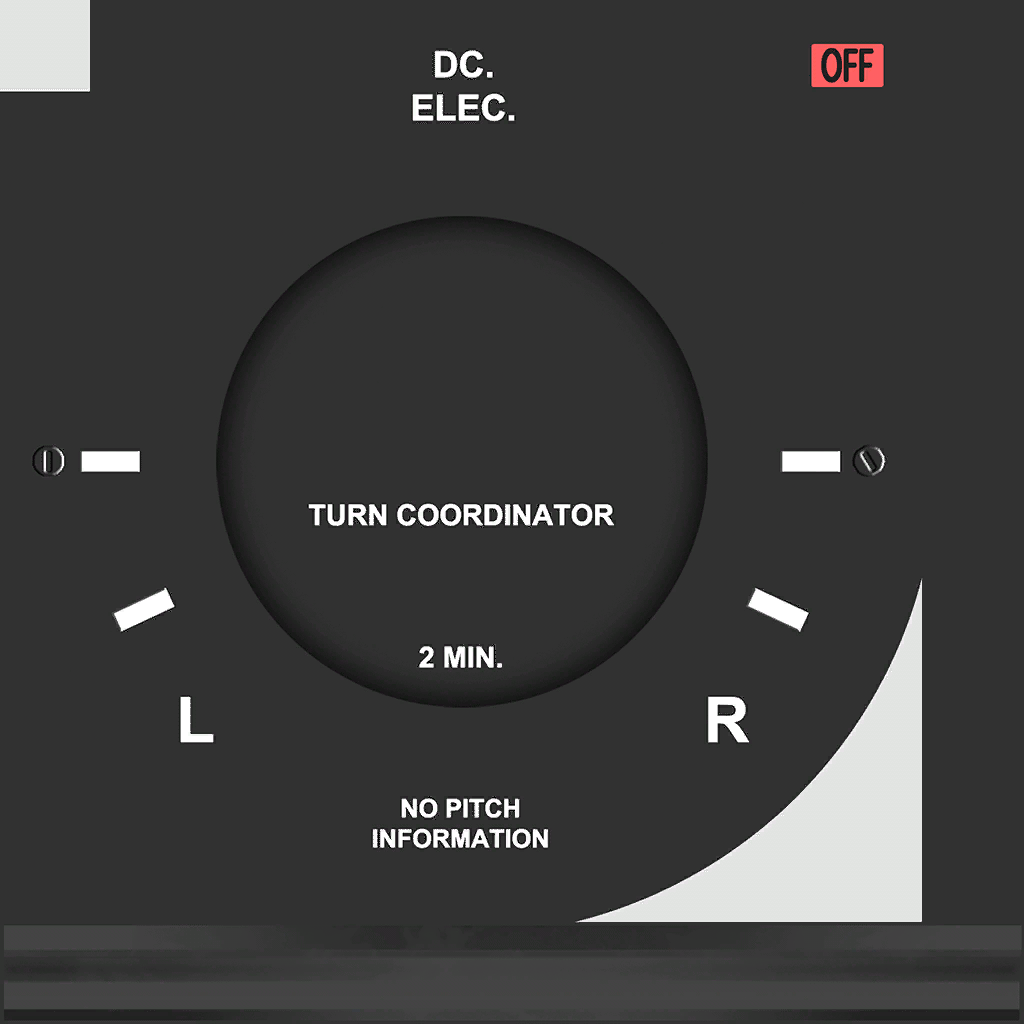 DC.
ELEC.
OFF
TURN COORDINATOR
2 MIN.
L
R
NO PITCH
INFORMATION